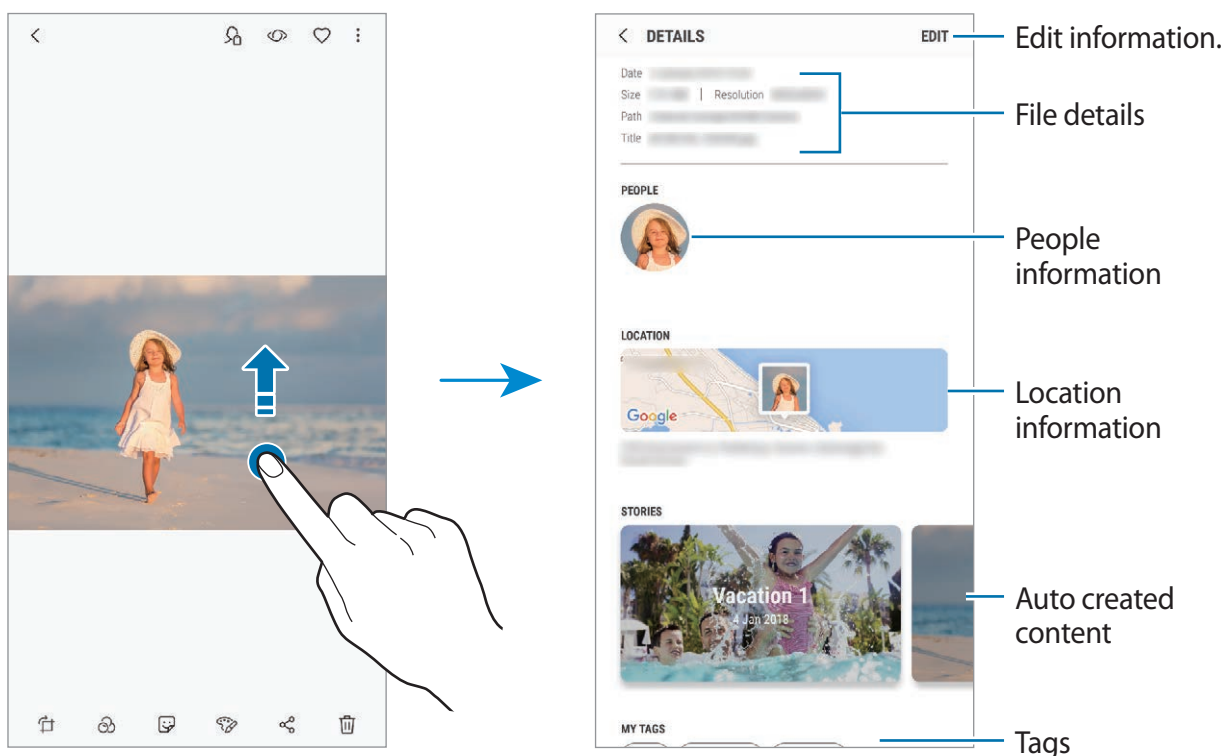 DETAILS
EDIT
Edit information.
Date
Size | Resolution
Path
Title
File details
PEOPLE
People
information
LOCATION
Google
Location
information
STORIES
Vacation 1
4 Jan 2018
Auto created
content
MY TAGS
Tags